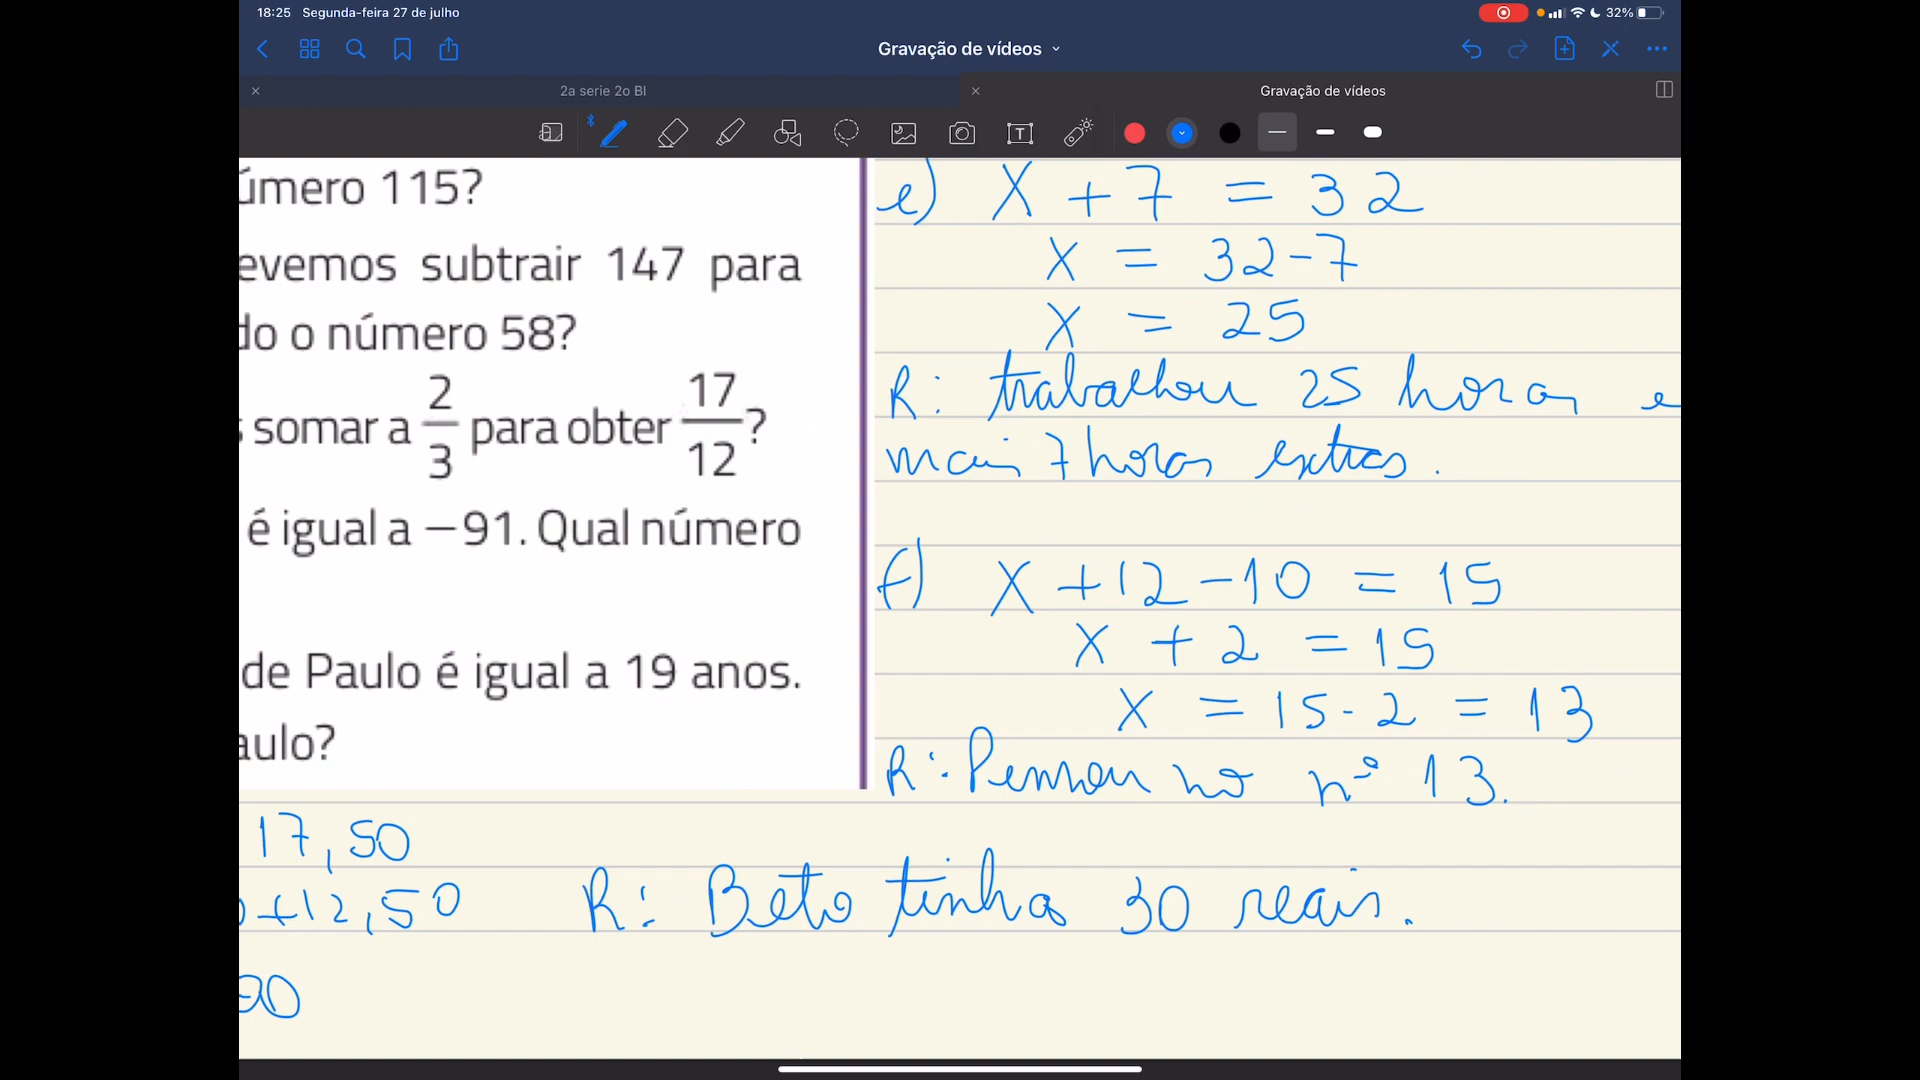 18:25 Segunda-feira 27 de julho
32%
Gravação de vídeos
2a serie 2o BI
Gravação de vídeos
T
úmero 115?
evemos subtrair 147 para
do o número 58?
somar a 2/3 para obter 17/12?
é igual a −91. Qual número
de Paulo é igual a 19 anos.
aulo?
e) X + 7 = 32
x = 32 - 7
x = 25
R: trabalhou 25 horas e
mais 7 horas extras.
f) X + 12 - 10 = 15
x + 2 = 15
x = 15 - 2 = 13
R: Pensou no nº 13.
17,50
+12,50
R: Beto tinha 30 reais.